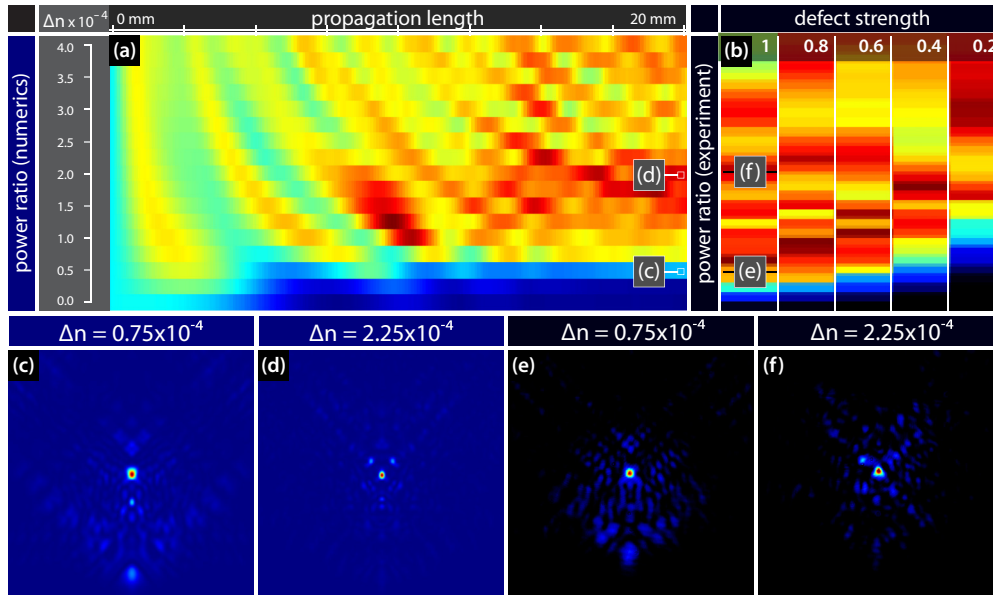 Δn x 10⁻⁴ 0 mm propagation length 20 mm defect strength
(a) (b) 1 0.8 0.6 0.4 0.2
power ratio (numerics)
4.0
3.5
3.0
2.5
2.0
1.5
1.0
0.5
0.0
(d)
(c)
power ratio (experiment)
(f)
(e)
Δn = 0.75x10⁻⁴ Δn = 2.25x10⁻⁴ Δn = 0.75x10⁻⁴ Δn = 2.25x10⁻⁴
(c) (d) (e) (f)